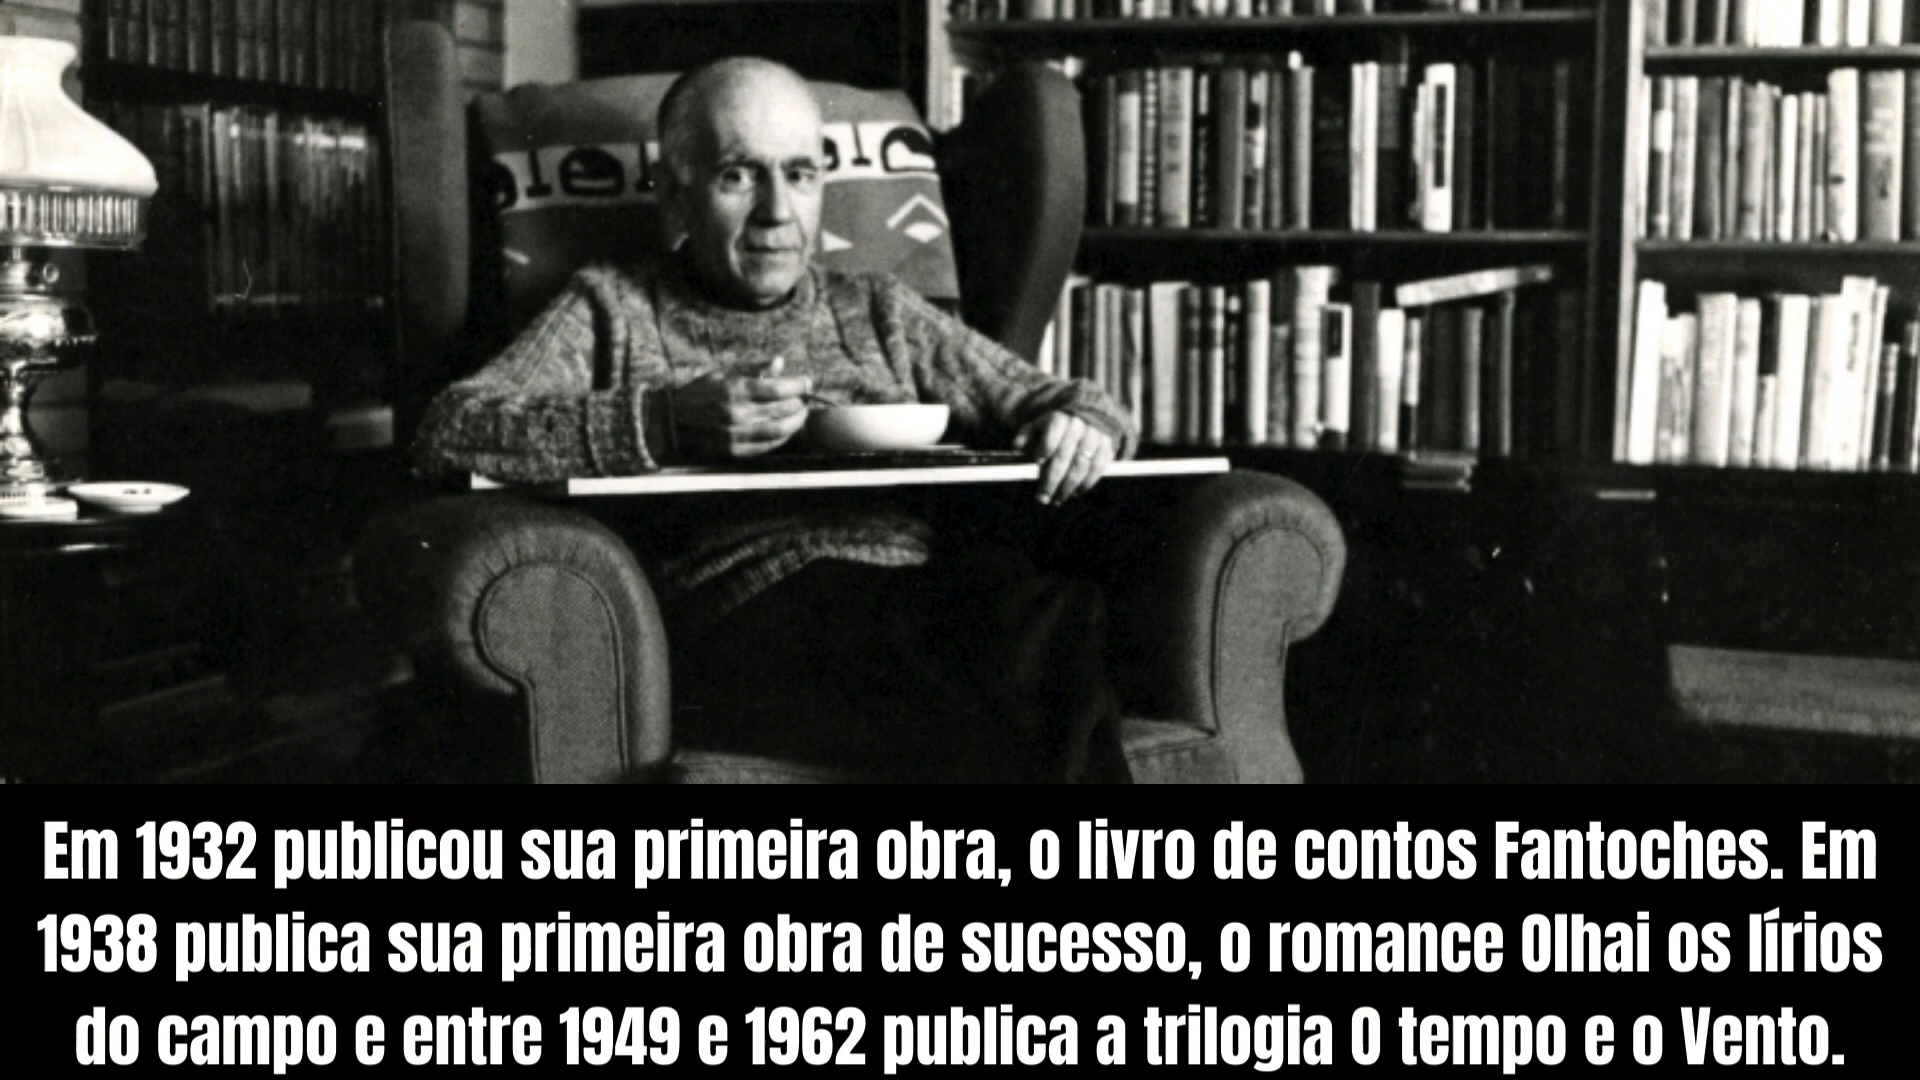 Em 1932 publicou sua primeira obra, o livro de contos Fantoches. Em
1938 publica sua primeira obra de sucesso, o romance Olhai os lírios
do campo e entre 1949 e 1962 publica a trilogia O tempo e o Vento.